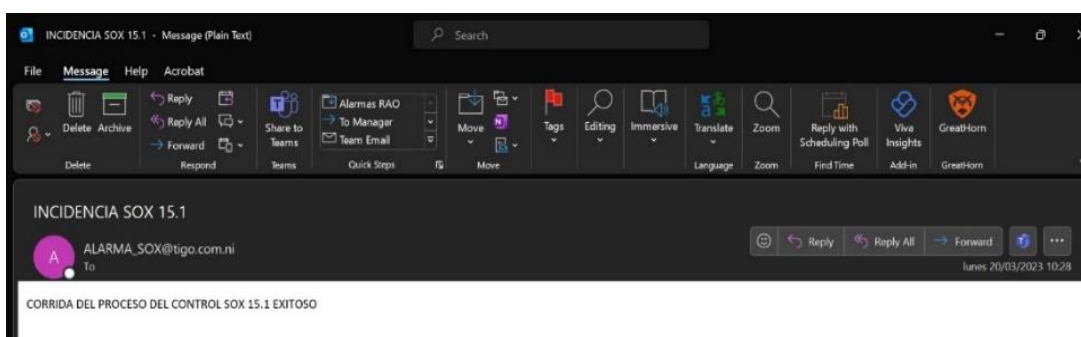 INCIDENCIA SOX 15.1 - Message (Plain Text)
Search
File Message Help Acrobat
Delete
Archive
Reply
Reply All
Forward
Share to
Teams
Alarmas RAO
To Manager
Team Email
Move
Tags
Editing
Immersive
Translate
Zoom
Reply with
Scheduling Poll
Viva
Insights
GreatHorn
Delete Respond Teams Quick Steps Move Language Zoom Find Time Add-in GreatHorn
INCIDENCIA SOX 15.1
A
ALARMA_SOX@tigo.com.ni
To
Reply Reply All Forward
lunes 20/03/2023 10:28
CORRIDA DEL PROCESO DEL CONTROL SOX 15.1 EXITOSO